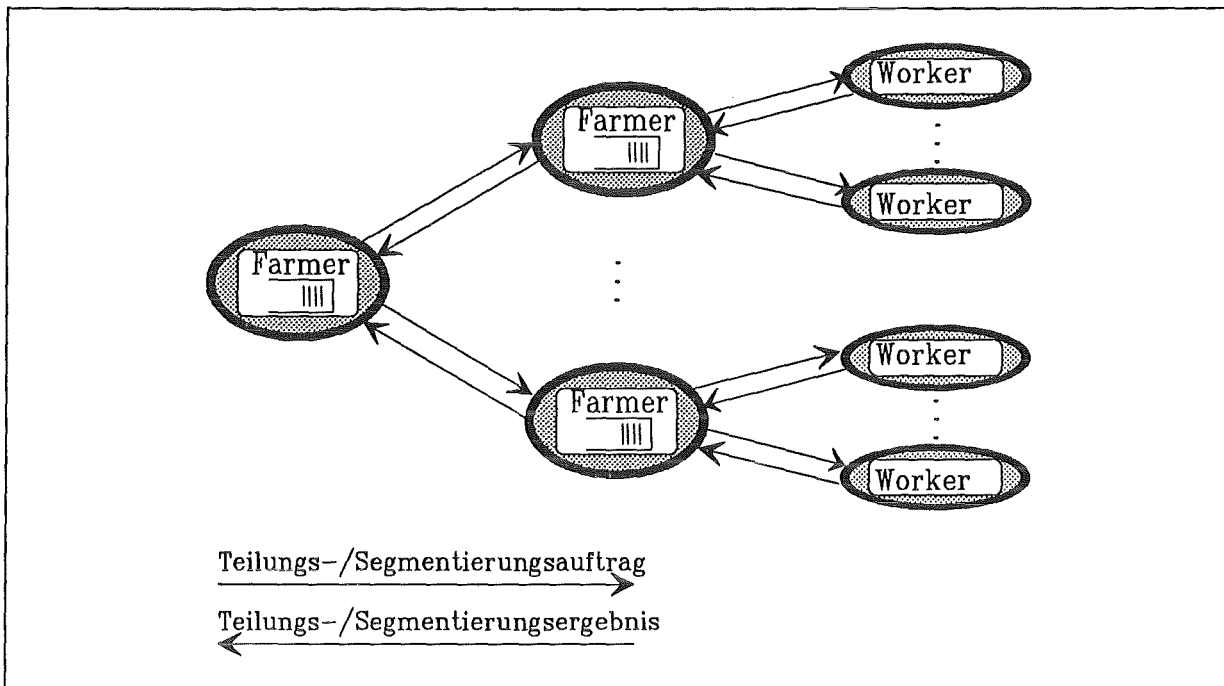 Worker
Farmer
Worker
Farmer
Worker
Farmer
Worker
Teilungs-/Segmentierungsauftrag
Teilungs-/Segmentierungsergebnis